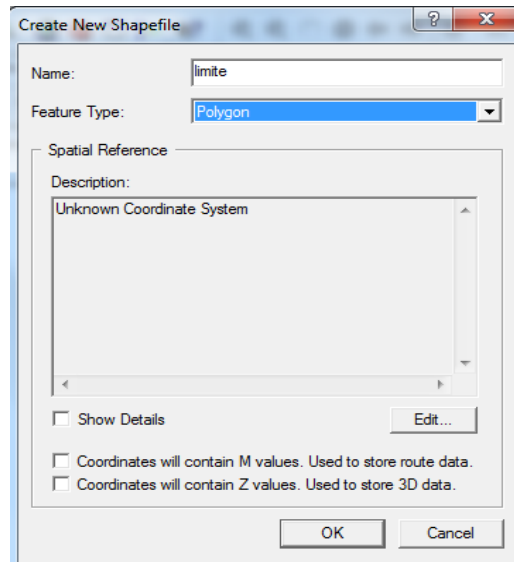 Create New Shapefile
Name: limite
Feature Type: Polygon
Spatial Reference
Description:
Unknown Coordinate System
Show Details
Edit...
Coordinates will contain M values. Used to store route data.
Coordinates will contain Z values. Used to store 3D data.
OK Cancel